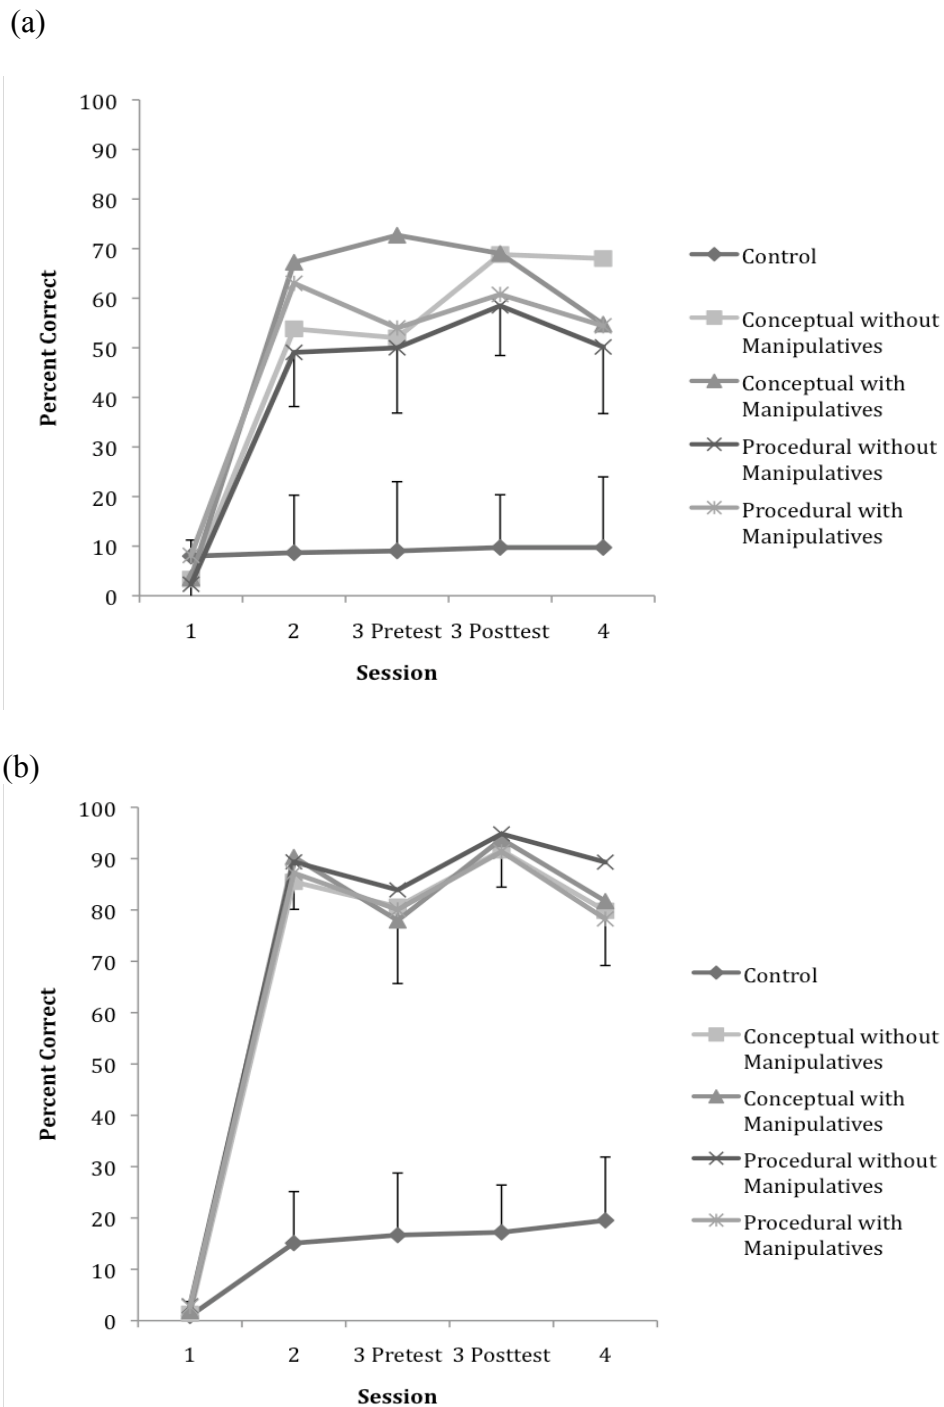 (a)
100
90
80
70
60
50
40
30
20
10
0
Percent Correct
1 2 3 Pretest 3 Posttest 4
Session
Control
Conceptual without
Manipulatives
Conceptual with
Manipulatives
Procedural without
Manipulatives
Procedural with
Manipulatives
(b)
100
90
80
70
60
50
40
30
20
10
0
Percent Correct
1 2 3 Pretest 3 Posttest 4
Session
Control
Conceptual without
Manipulatives
Conceptual with
Manipulatives
Procedural without
Manipulatives
Procedural with
Manipulatives